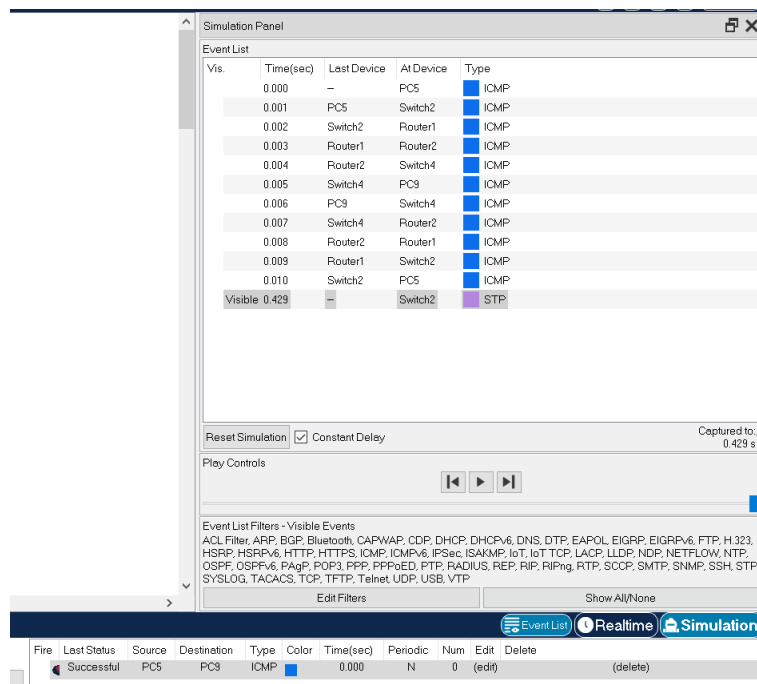 Simulation Panel
Event List
Vis. Time(sec) Last Device At Device Type
0.000 -- PC5 ICMP
0.001 PC5 Switch2 ICMP
0.002 Switch2 Router1 ICMP
0.003 Router1 Router2 ICMP
0.004 Router2 Switch4 ICMP
0.005 Switch4 PC9 ICMP
0.006 PC9 Switch4 ICMP
0.007 Switch4 Router2 ICMP
0.008 Router2 Router1 ICMP
0.009 Router1 Switch2 ICMP
0.010 Switch2 PC5 ICMP
Visible 0.429 -- Switch2 STP
Reset Simulation Constant Delay Captured to:
0.429 s
Play Controls
Event List Filters - Visible Events
ACL Filter, ARP, BGP, Bluetooth, CAPWAP, CDP, DHCP, DHCPv6, DNS, DTP, EAPOL, EIGRP, EIGRPv6, FTP, H.323,
HSRP, HSRPv6, HTTP, HTTPS, ICMP, ICMPv6, IPSec, ISAKMP, IoT, IoT TCP, LACP, LLDP, NDP, NETFLOW, NTP,
OSPF, OSPFv6, PAgP, POP3, PPP, PPPoED, PTP, RADIUS, REP, RIP, RIPng, RTP, SCCP, SMTP, SNMP, SSH, STP
SYSLOG, TACACS, TCP, TFTP, Telnet, UDP, USB, VTP
Edit Filters Show All/None
Event List Realtime Simulation
Fire Last Status Source Destination Type Color Time(sec) Periodic Num Edit Delete
Successful PC5 PC9 ICMP 0.000 N 0 (edit) (delete)